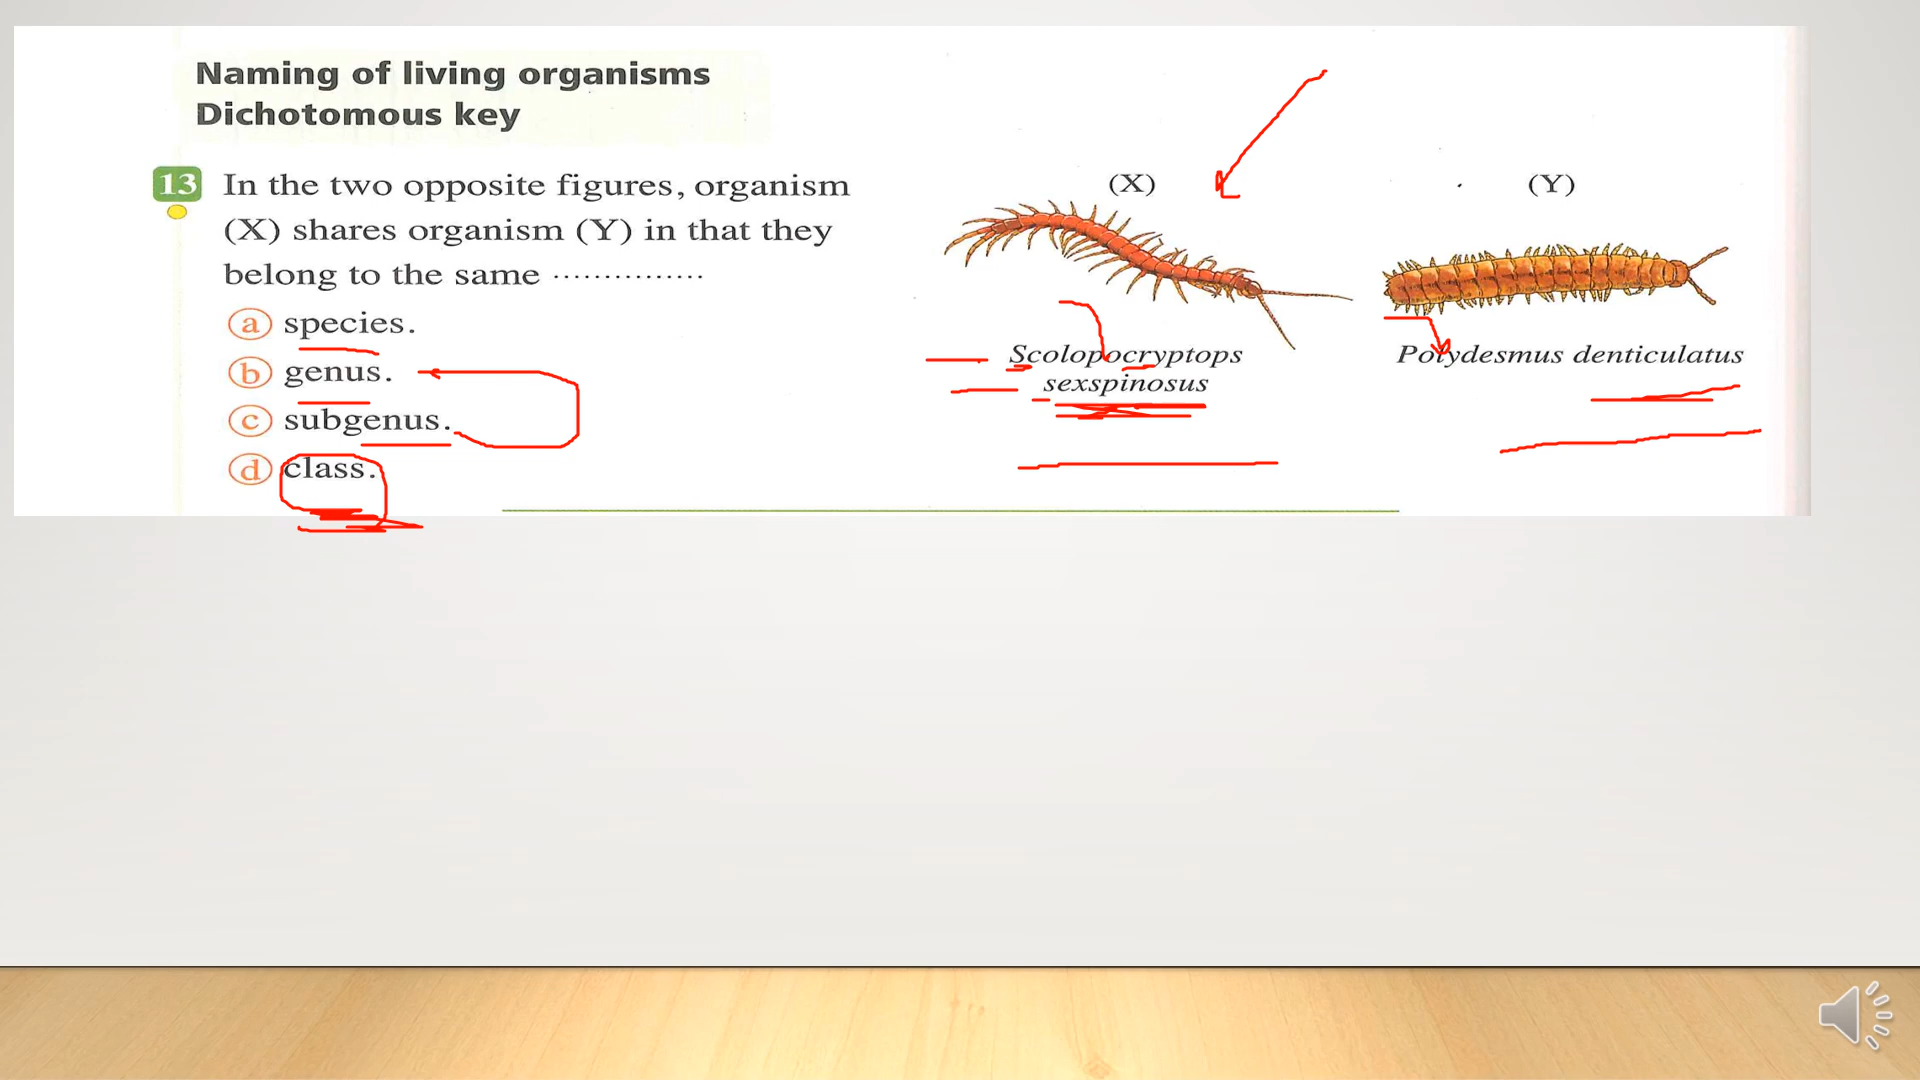 Naming of living organisms
Dichotomous key
13 In the two opposite figures, organism
(X) shares organism (Y) in that they
belong to the same ...............
a species.
b genus.
c subgenus.
d class.
(X)
Scolopocryptops
sexspinosus
(Y)
Polydesmus denticulatus